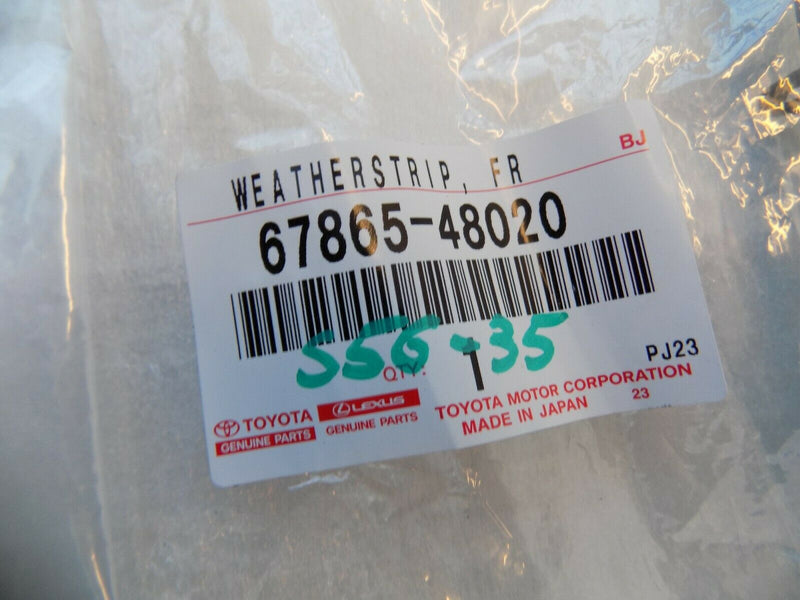 BJ
WEATHERSTRIP, FR
67865-48020
556-35
QTY: 1
PJ23
TOYOTA
GENUINE PARTS
LEXUS
GENUINE PARTS
TOYOTA MOTOR CORPORATION
MADE IN JAPAN 23